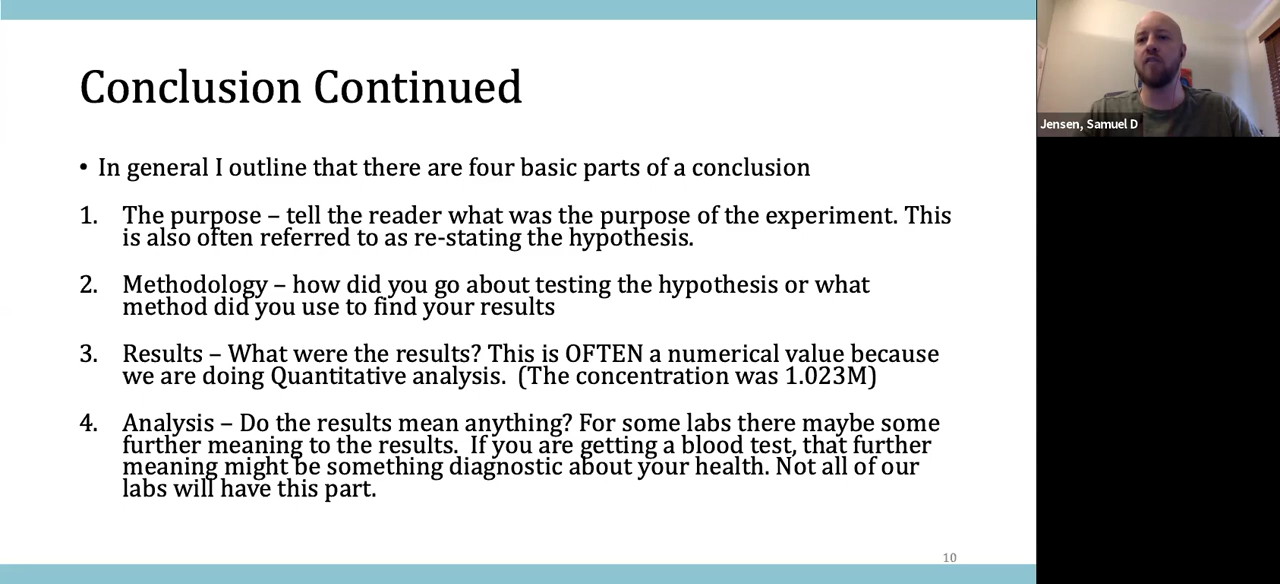 Conclusion Continued
• In general I outline that there are four basic parts of a conclusion
1. The purpose – tell the reader what was the purpose of the experiment. This
is also often referred to as re-stating the hypothesis.
2. Methodology – how did you go about testing the hypothesis or what
method did you use to find your results
3. Results – What were the results? This is OFTEN a numerical value because
we are doing Quantitative analysis.  (The concentration was 1.023M)
4. Analysis – Do the results mean anything? For some labs there maybe some
further meaning to the results.  If you are getting a blood test, that further
meaning might be something diagnostic about your health. Not all of our
labs will have this part.
10
Jensen, Samuel D